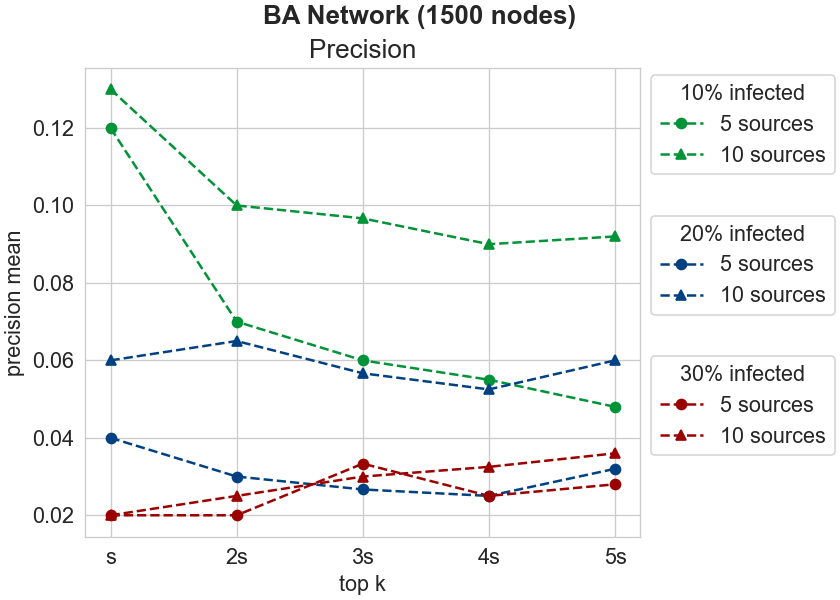 BA Network (1500 nodes)
Precision
precision mean
0.12
0.10
0.08
0.06
0.04
0.02
s 2s 3s 4s 5s
top k
10% infected
5 sources
10 sources
20% infected
5 sources
10 sources
30% infected
5 sources
10 sources